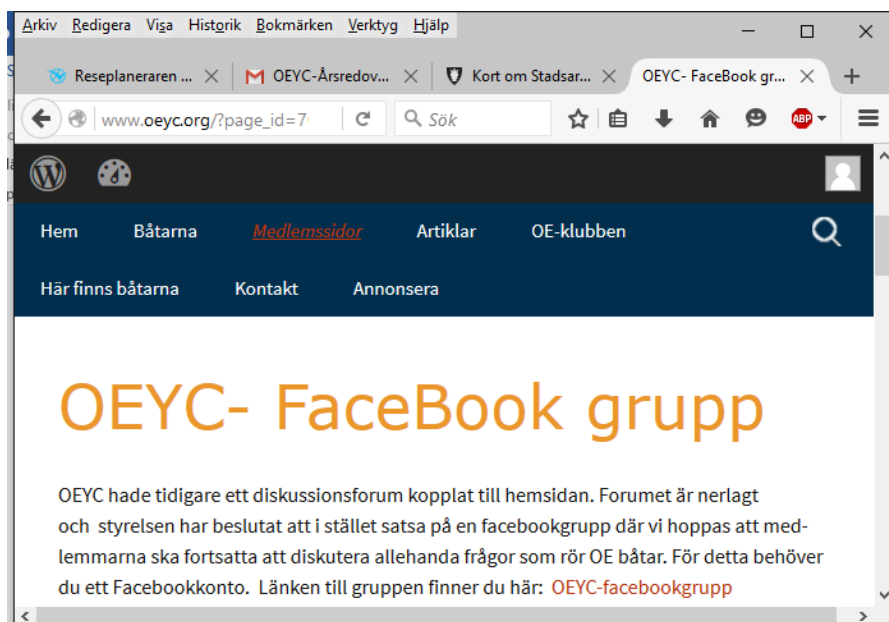 Arkiv Redigera Visa Historik Bokmärken Verktyg Hjälp
Reseplaneraren ... OEYC-Årsredov... Kort om Stadsar... OEYC- FaceBook gr...
www.oeyc.org/?page_id=7 Sök ABP
Hem Båtarna Medlemssidor Artiklar OE-klubben
Här finns båtarna Kontakt Annonsera
OEYC- FaceBook grupp
OEYC hade tidigare ett diskussionsforum kopplat till hemsidan. Forumet är nerlagt
och styrelsen har beslutat att i stället satsa på en facebookgrupp där vi hoppas att med-
lemmarna ska fortsatta att diskutera allehanda frågor som rör OE båtar. För detta behöver
du ett Facebookkonto. Länken till gruppen finner du här: OEYC-facebookgrupp